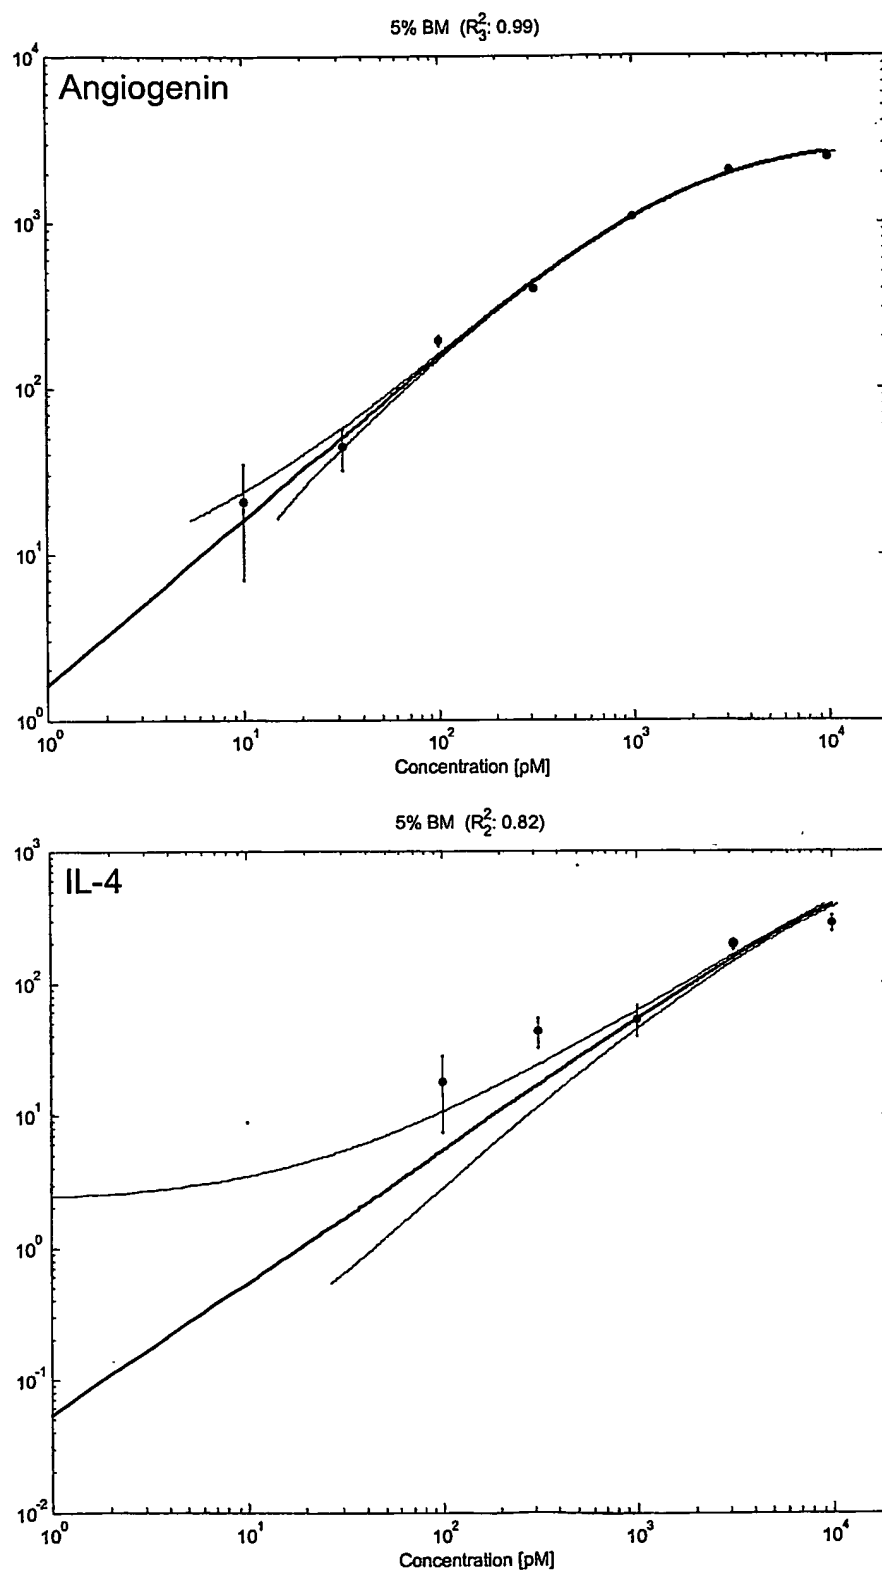 5% BM (R₃²: 0.99)
Angiogenin
10⁴
10³
10²
10¹
10⁰
10⁰ 10¹ 10² 10³ 10⁴
Concentration [pM]
5% BM (R₂²: 0.82)
IL-4
10³
10²
10¹
10⁰
10⁻¹
10⁻²
10⁰ 10¹ 10² 10³ 10⁴
Concentration [pM]